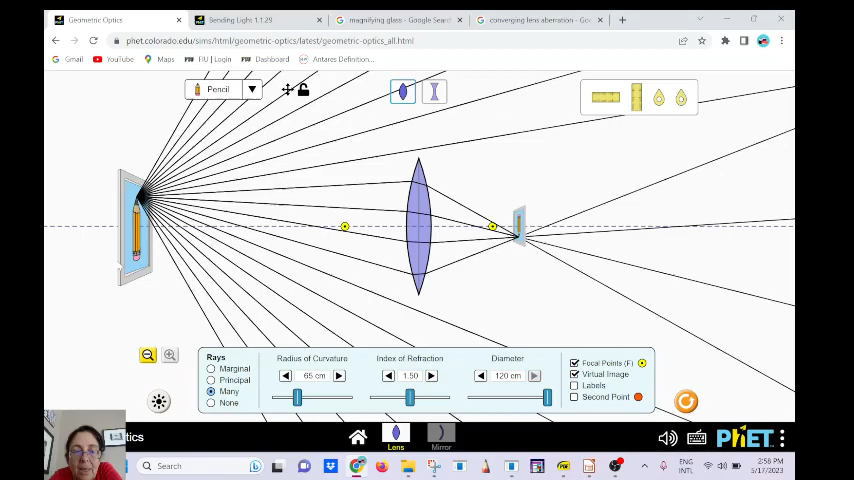 Geometric Optics
Bending Light 1.1.29
magnifying glass - Google Searc
converging lens aberration - Goo
phet.colorado.edu/sims/html/geometric-optics/latest/geometric-optics_all.html
Gmail
YouTube
Maps
FIU | Login
Dashboard
Antares Definition...
Pencil
Rays
Marginal
Principal
Many
None
Radius of Curvature
65 cm
Index of Refraction
1.50
Diameter
120 cm
Focal Points (F)
Virtual Image
Labels
Second Point
tics
Lens
Mirror
PhET
Search
ENG
INTL
2:58 PM
5/17/2023